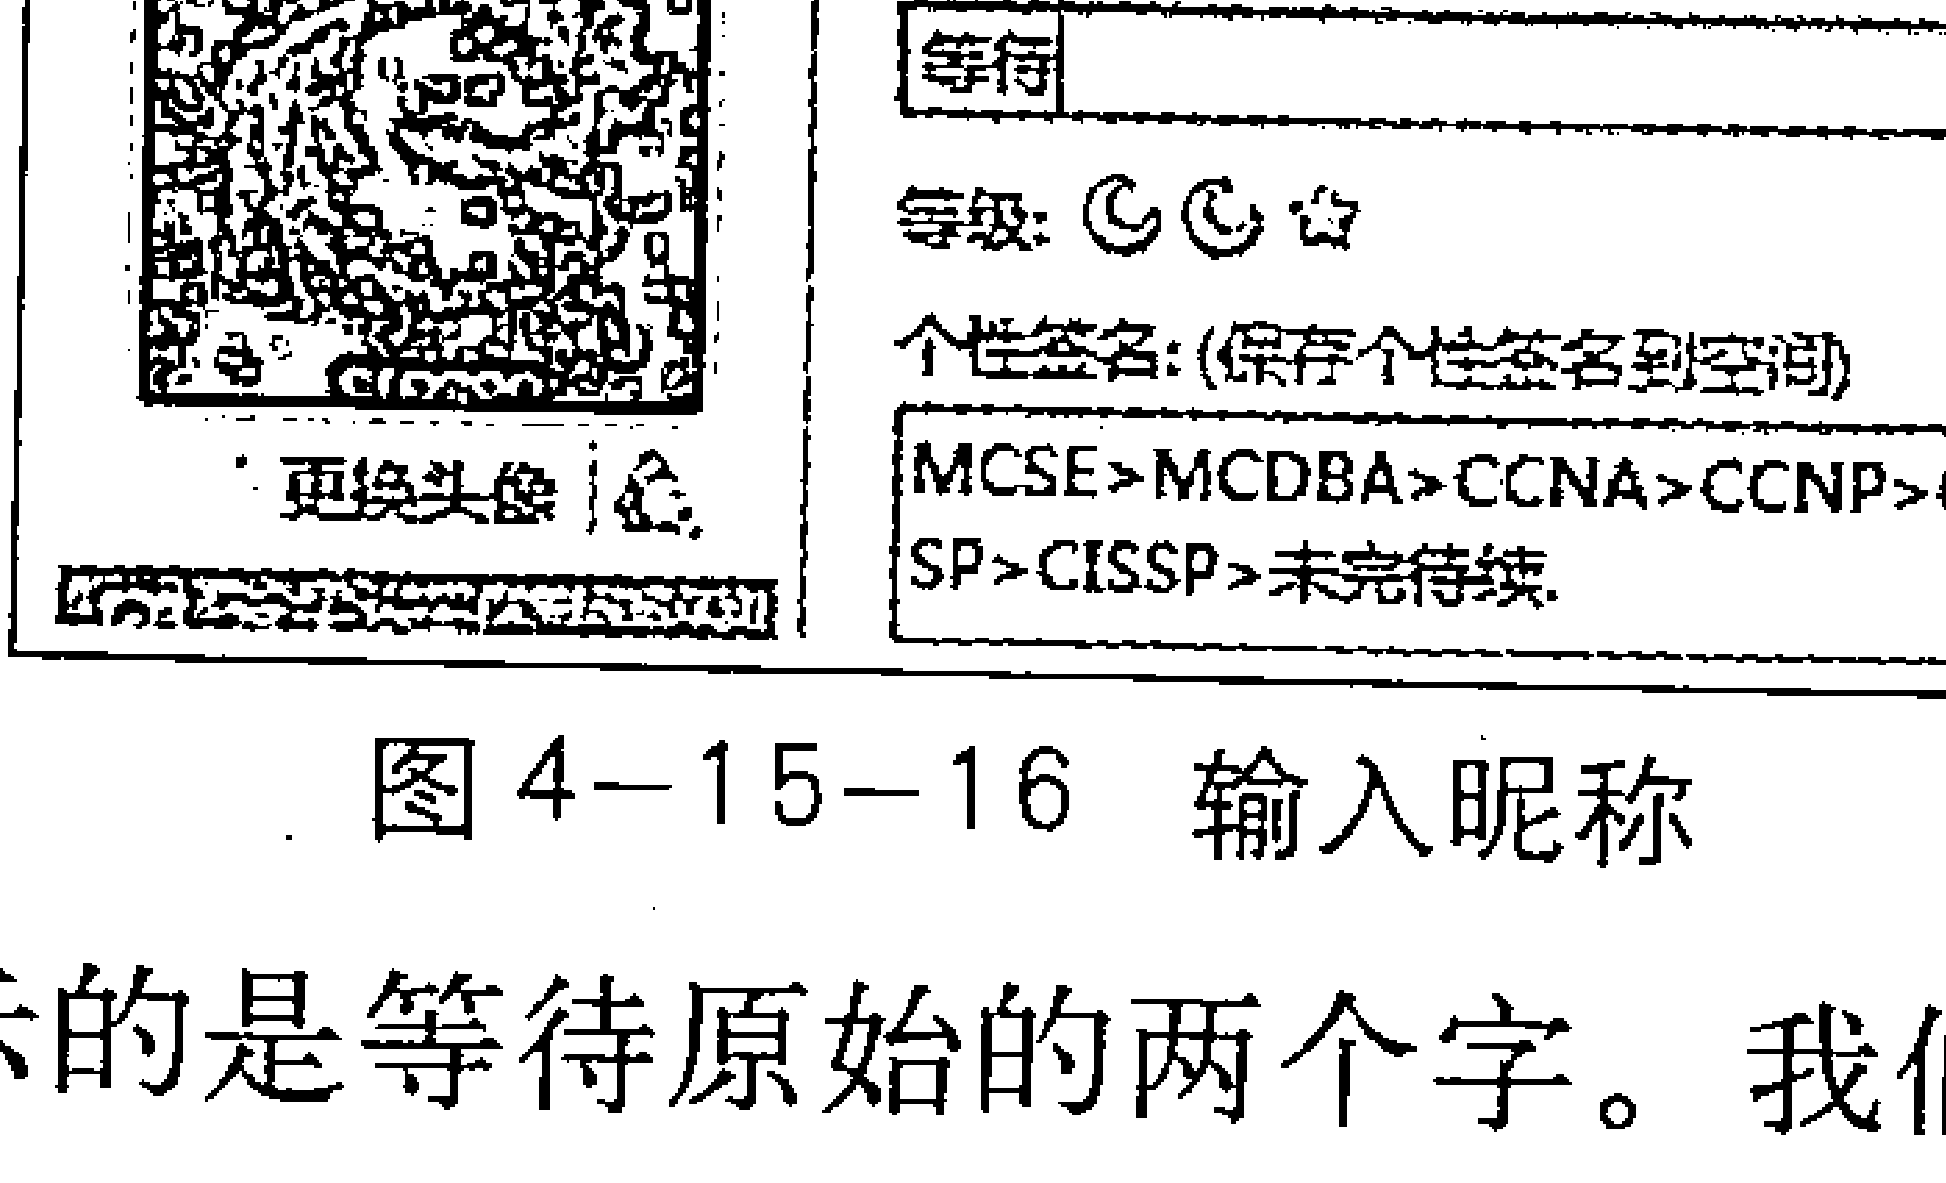 等待
等级:
个性签名: (保存个性签名到空间)
MCSE>MCDBA>CCNA>CCNP>
SP>CISSP>未完待续.
更换头像
图 4-15-16 输入昵称
的是等待原始的两个字。我们